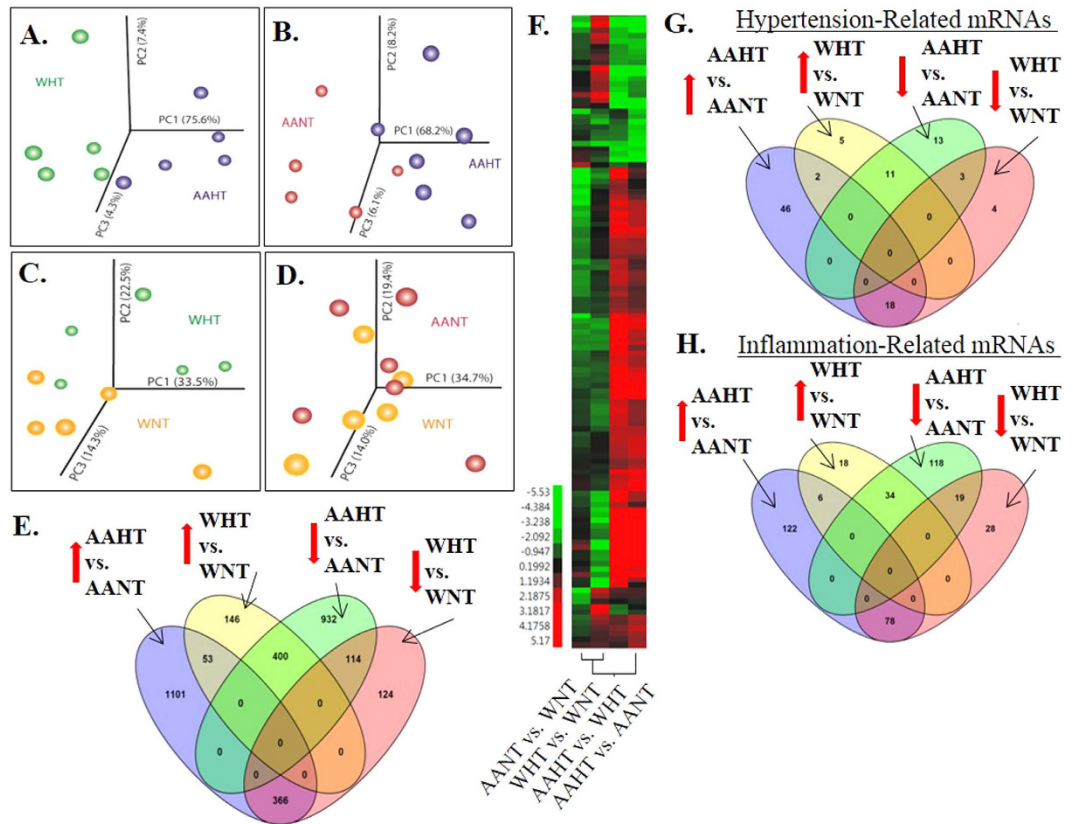 A.
WHT
PC2 (7.4%)
PC1 (75.6%)
PC3 (4.3%)
AAHT
B.
AANT
PC2 (8.2%)
PC1 (68.2%)
PC3 (6.1%)
AAHT
C.
WHT
PC2 (22.5%)
PC1 (33.5%)
PC3 (14.3%)
WNT
D.
PC2 (19.4%)
AANT
PC1 (34.7%)
WNT
PC3 (14.0%)
E.
AAHT
vs.
AANT
WHT
vs.
WNT
AAHT
vs.
AANT
WHT
vs.
WNT
146
932
53
400
114
1101
124
0
0
0
0
0
0
0
366
F.
-5.53
-4.384
-3.238
-2.092
-0.947
0.1992
1.1934
2.1875
3.1817
4.1758
5.17
AANT vs. WNT
WHT vs. WNT
AAHT vs. WHT
AAHT vs. AANT
G.
Hypertension-Related mRNAs
AAHT
vs.
AANT
WHT
vs.
WNT
AAHT
vs.
AANT
WHT
vs.
WNT
5
13
2
11
3
46
4
0
0
0
0
0
0
0
18
H.
Inflammation-Related mRNAs
AAHT
vs.
AANT
WHT
vs.
WNT
AAHT
vs.
AANT
WHT
vs.
WNT
18
118
6
34
19
122
28
0
0
0
0
0
0
0
78